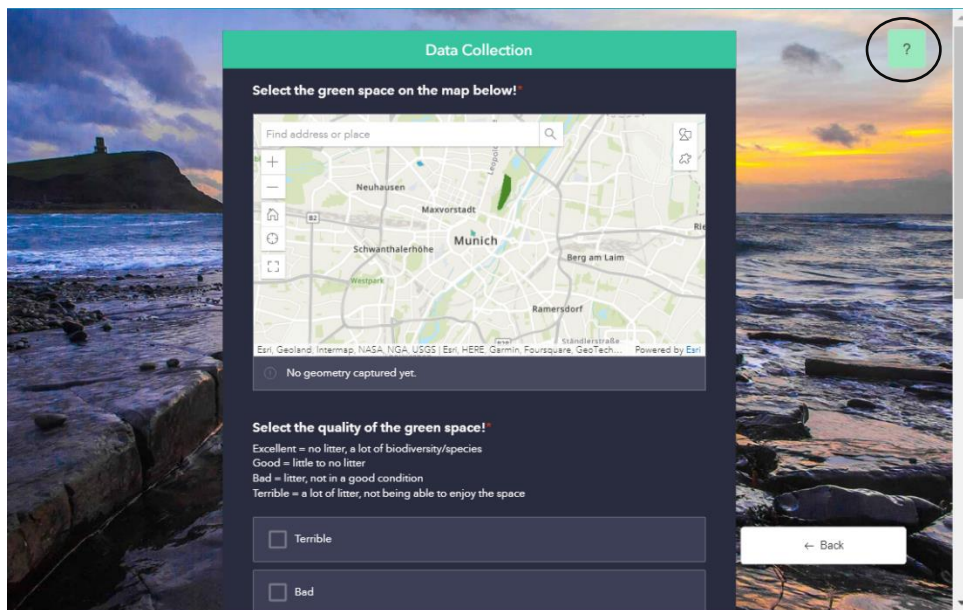 Data Collection
?
Select the green space on the map below!*
Find address or place
Leopold
Neuhausen
Maxvorstadt
B2
Schwanthalerhöhe
Munich
Berg am Laim
Westpark
Ramersdorf
Ständlerstraße
Esri, Geoland, Intermap, NASA, NGA, USGS | Esri, HERE, Garmin, Foursquare, GeoTech... Powered by Esri
No geometry captured yet.
Select the quality of the green space!*
Excellent = no litter, a lot of biodiversity/species
Good = little to no litter
Bad = litter, not in a good condition
Terrible = a lot of litter, not being able to enjoy the space
Terrible
← Back
Bad